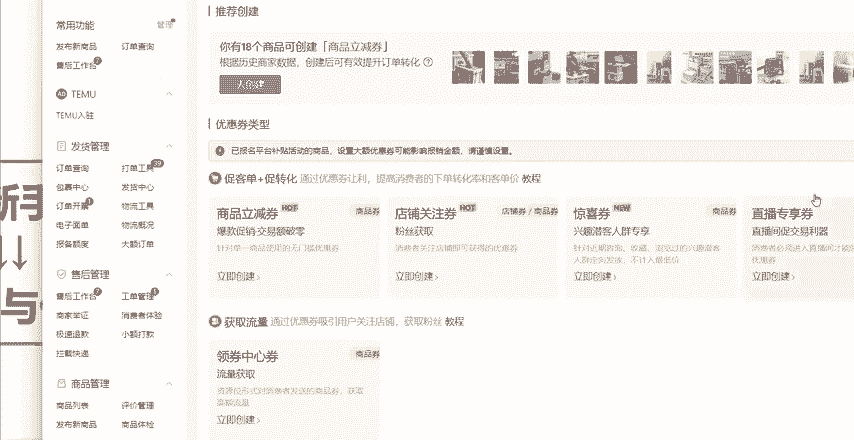 常用功能
管理
发布新商品 订单查询
售后工作台
TEMU
TEMU入驻
发货管理
订单查询 打单工具 39
包裹中心 发货中心
订单开票 1 物流工具
电子面单 物流概况
报备额度 大额订单
售后管理
售后工作台 工单管理 1
商家举证 消费者体验
极速退款 小额打款
拦截快递
商品管理
商品列表 评价管理
发布新商品 商品体检
推荐创建
你有18个商品可创建「商品立减券」
根据历史商家数据，创建后可有效提升订单转化
优惠券类型
已报名平台补贴活动的商品，设置大额优惠券可能影响报销金额，请谨慎设置。
促客单+促转化 通过优惠券让利，提高消费者的下单转化率和客单价 教程
商品立减券 HOT 商品券
爆款促销·交易额破零
针对单一商品使用的无门槛优惠券
立即创建 >
店铺关注券 HOT 店铺券 / 商品券
粉丝获取
消费者关注店铺即可获得的优惠券
立即创建 >
惊喜券 NEW 商品券
兴趣潜客人群专享
针对近期咨询、收藏、浏览过的兴趣潜客
人群定向发放，不计入最低价
立即创建 >
直播专享券
直播间促交易利器
消费者必须进入直播间才能
优惠券
立即创建 >
获取流量 通过优惠券吸引用户关注店铺，获取粉丝 教程
领券中心券 商品券
流量获取
资源位形式对消费者发送的商品券，获取
高额流量
立即创建 >
新手
↓↓
与